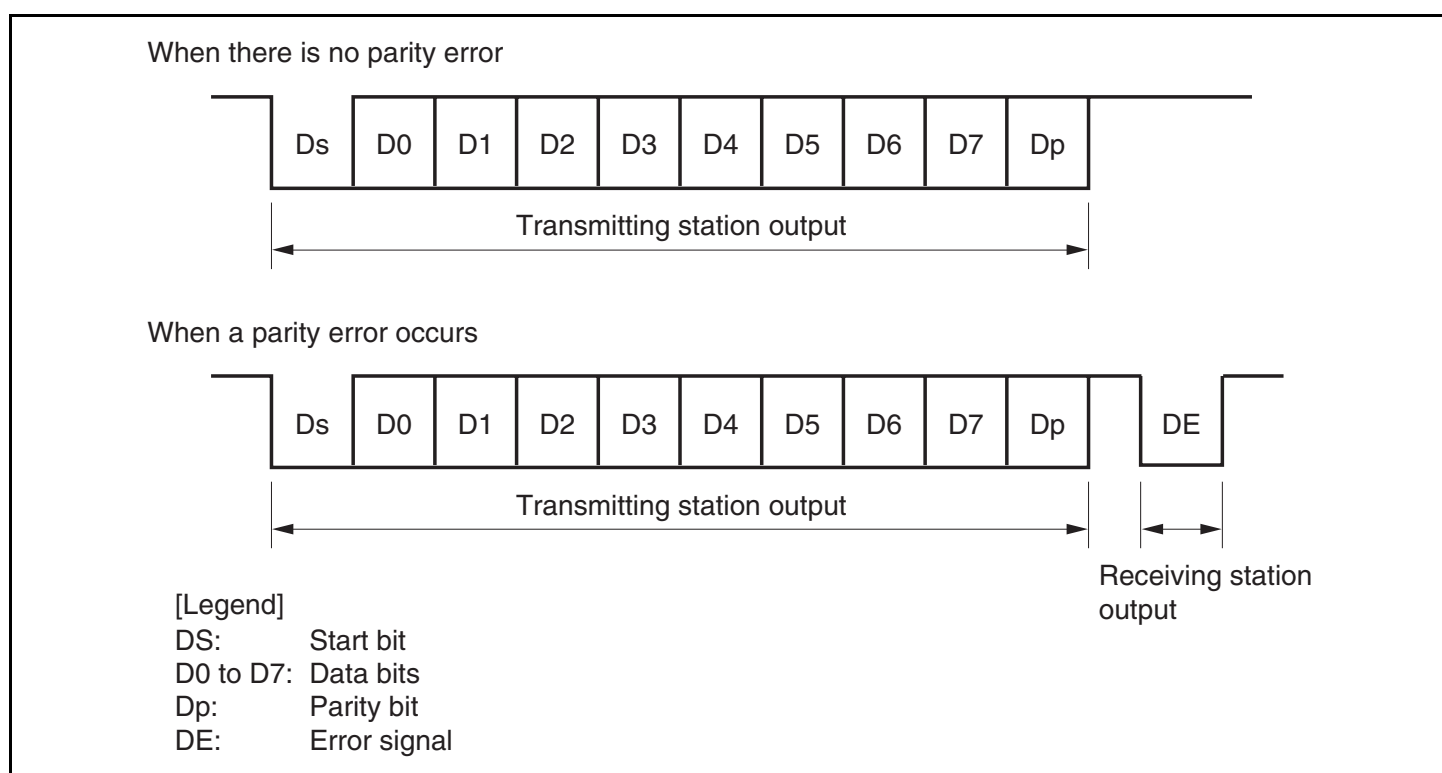 When there is no parity error
Ds D0 D1 D2 D3 D4 D5 D6 D7 Dp
Transmitting station output
When a parity error occurs
Ds D0 D1 D2 D3 D4 D5 D6 D7 Dp DE
Transmitting station output
Receiving station
output
[Legend]
DS: Start bit
D0 to D7: Data bits
Dp: Parity bit
DE: Error signal